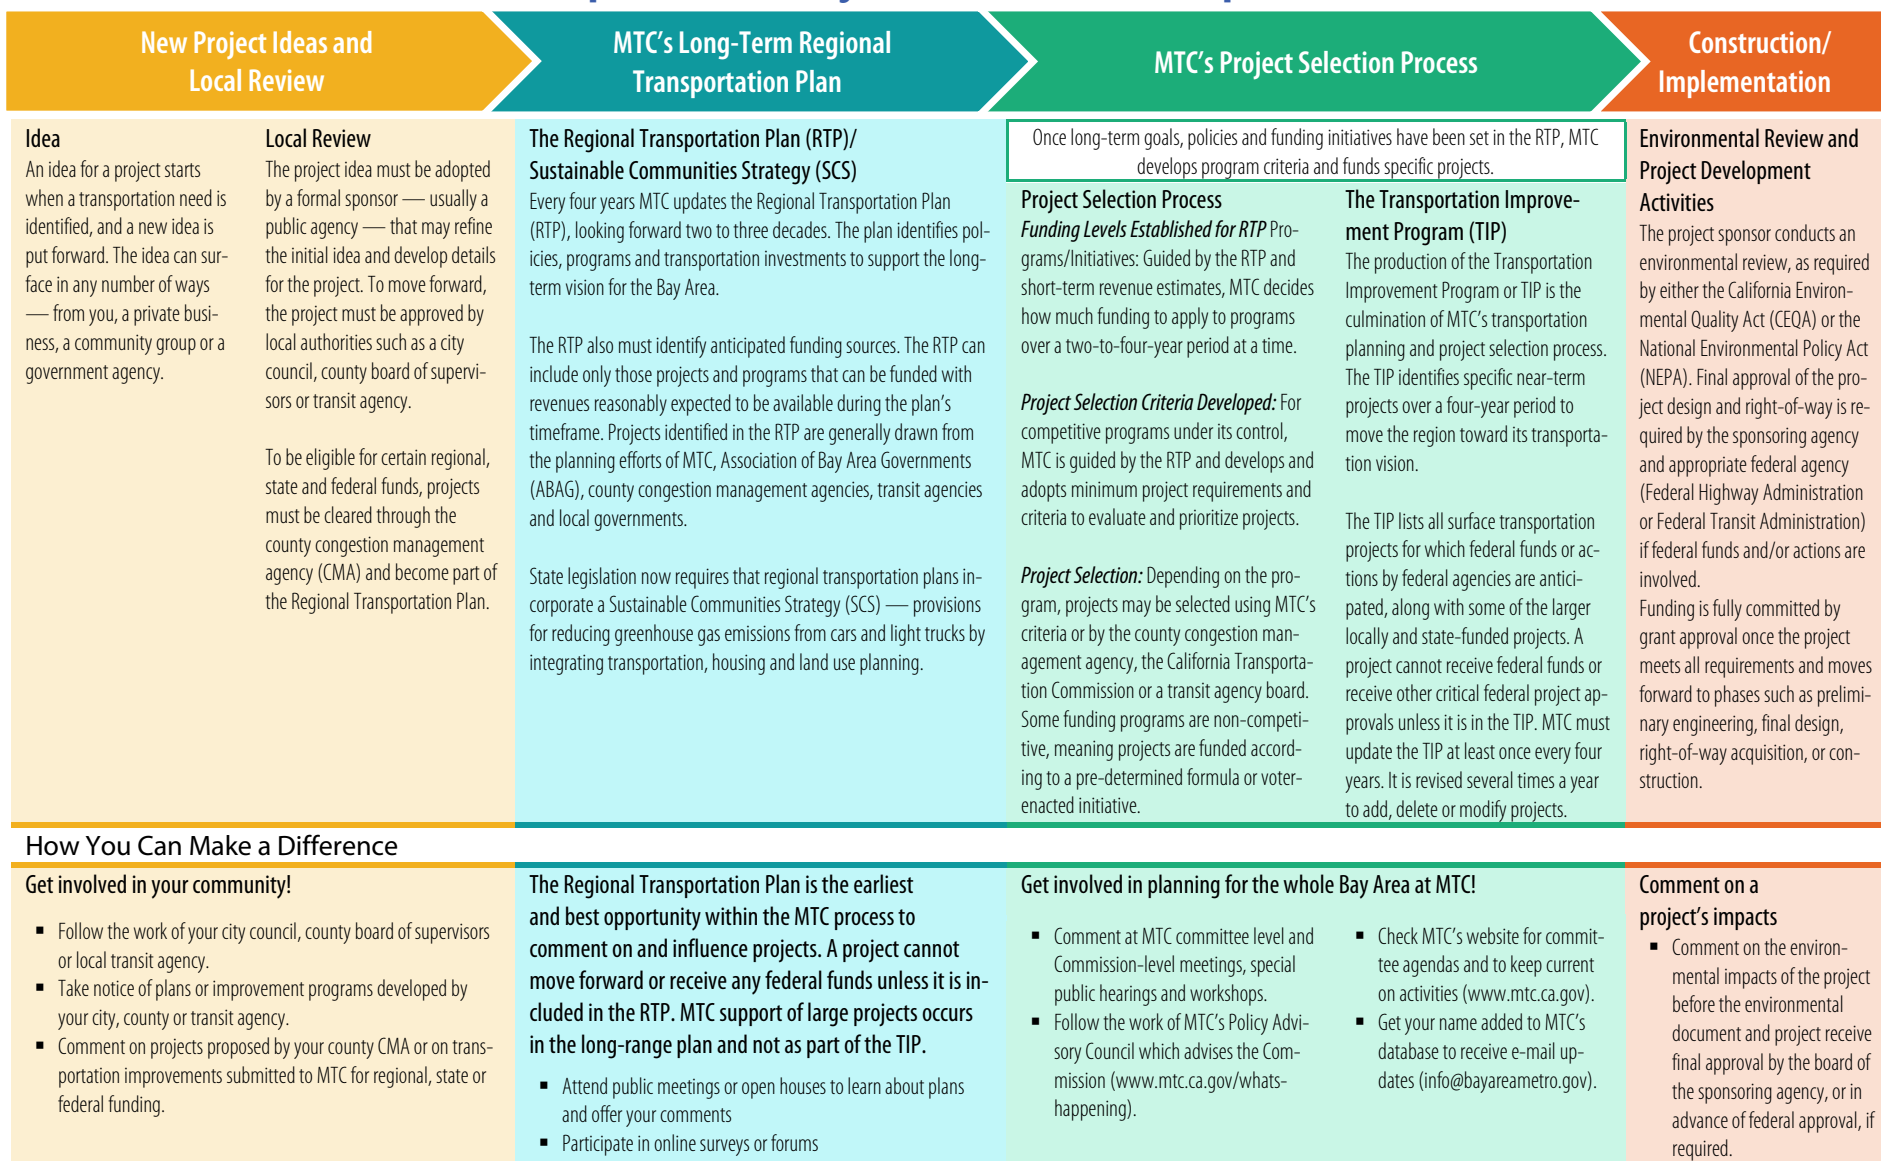 New Project Ideas and
Local Review
MTC's Long-Term Regional
Transportation Plan
MTC's Project Selection Process
Construction/
Implementation
Idea
An idea for a project starts
when a transportation need is
identified, and a new idea is
put forward. The idea can sur-
face in any number of ways
— from you, a private busi-
ness, a community group or a
government agency.
Local Review
The project idea must be adopted
by a formal sponsor — usually a
public agency — that may refine
the initial idea and develop details
for the project. To move forward,
the project must be approved by
local authorities such as a city
council, county board of supervi-
sors or transit agency.
To be eligible for certain regional,
state and federal funds, projects
must be cleared through the
county congestion management
agency (CMA) and become part of
the Regional Transportation Plan.
The Regional Transportation Plan (RTP)/
Sustainable Communities Strategy (SCS)
Every four years MTC updates the Regional Transportation Plan
(RTP), looking forward two to three decades. The plan identifies pol-
icies, programs and transportation investments to support the long-
term vision for the Bay Area.
The RTP also must identify anticipated funding sources. The RTP can
include only those projects and programs that can be funded with
revenues reasonably expected to be available during the plan's
timeframe. Projects identified in the RTP are generally drawn from
the planning efforts of MTC, Association of Bay Area Governments
(ABAG), county congestion management agencies, transit agencies
and local governments.
State legislation now requires that regional transportation plans in-
corporate a Sustainable Communities Strategy (SCS) — provisions
for reducing greenhouse gas emissions from cars and light trucks by
integrating transportation, housing and land use planning.
Once long-term goals, policies and funding initiatives have been set in the RTP, MTC
develops program criteria and funds specific projects.
Project Selection Process
Funding Levels Established for RTP Pro-
grams/Initiatives: Guided by the RTP and
short-term revenue estimates, MTC decides
how much funding to apply to programs
over a two-to-four-year period at a time.
Project Selection Criteria Developed: For
competitive programs under its control,
MTC is guided by the RTP and develops and
adopts minimum project requirements and
criteria to evaluate and prioritize projects.
Project Selection: Depending on the pro-
gram, projects may be selected using MTC's
criteria or by the county congestion man-
agement agency, the California Transporta-
tion Commission or a transit agency board.
Some funding programs are non-competi-
tive, meaning projects are funded accord-
ing to a pre-determined formula or voter-
enacted initiative.
The Transportation Improve-
ment Program (TIP)
The production of the Transportation
Improvement Program or TIP is the
culmination of MTC's transportation
planning and project selection process.
The TIP identifies specific near-term
projects over a four-year period to
move the region toward its transporta-
tion vision.
The TIP lists all surface transportation
projects for which federal funds or ac-
tions by federal agencies are antici-
pated, along with some of the larger
locally and state-funded projects. A
project cannot receive federal funds or
receive other critical federal project ap-
provals unless it is in the TIP. MTC must
update the TIP at least once every four
years. It is revised several times a year
to add, delete or modify projects.
Environmental Review and
Project Development
Activities
The project sponsor conducts an
environmental review, as required
by either the California Environ-
mental Quality Act (CEQA) or the
National Environmental Policy Act
(NEPA). Final approval of the pro-
ject design and right-of-way is re-
quired by the sponsoring agency
and appropriate federal agency
(Federal Highway Administration
or Federal Transit Administration)
if federal funds and/or actions are
involved.
Funding is fully committed by
grant approval once the project
meets all requirements and moves
forward to phases such as prelimi-
nary engineering, final design,
right-of-way acquisition, or con-
struction.
How You Can Make a Difference
Get involved in your community!
▪ Follow the work of your city council, county board of supervisors
or local transit agency.
▪ Take notice of plans or improvement programs developed by
your city, county or transit agency.
▪ Comment on projects proposed by your county CMA or on trans-
portation improvements submitted to MTC for regional, state or
federal funding.
The Regional Transportation Plan is the earliest
and best opportunity within the MTC process to
comment on and influence projects. A project cannot
move forward or receive any federal funds unless it is in-
cluded in the RTP. MTC support of large projects occurs
in the long-range plan and not as part of the TIP.
▪ Attend public meetings or open houses to learn about plans
and offer your comments
▪ Participate in online surveys or forums
Get involved in planning for the whole Bay Area at MTC!
▪ Comment at MTC committee level and
Commission-level meetings, special
public hearings and workshops.
▪ Follow the work of MTC's Policy Advi-
sory Council which advises the Com-
mission (www.mtc.ca.gov/whats-
happening).
▪ Check MTC's website for commit-
tee agendas and to keep current
on activities (www.mtc.ca.gov).
▪ Get your name added to MTC's
database to receive e-mail up-
dates (info@bayareametro.gov).
Comment on a
project's impacts
▪ Comment on the environ-
mental impacts of the project
before the environmental
document and project receive
final approval by the board of
the sponsoring agency, or in
advance of federal approval, if
required.